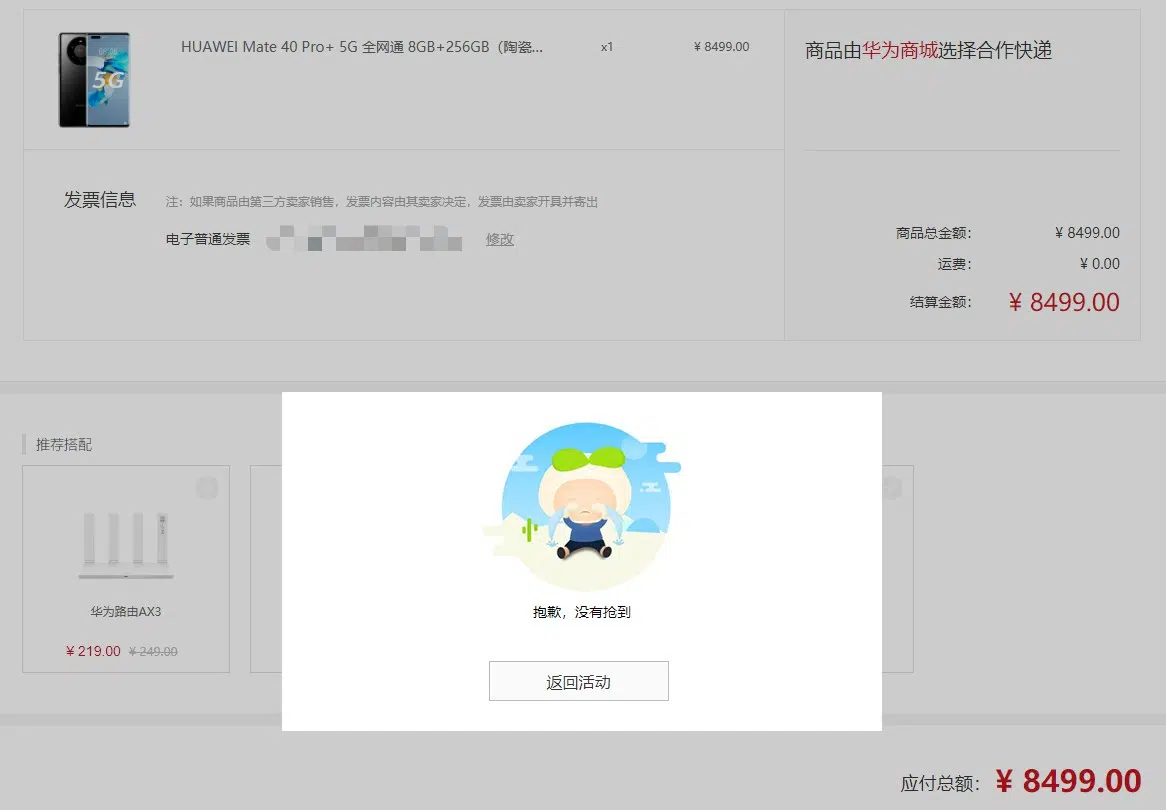 HUAWEI Mate 40 Pro+ 5G 全网通 8GB+256GB（陶瓷... x1 ¥ 8499.00
5G
商品由华为商城选择合作快递
发票信息 注：如果商品由第三方卖家销售，发票内容由其卖家决定，发票由卖家开具并寄出
电子普通发票 修改
商品总金额： ¥ 8499.00
运费： ¥ 0.00
结算金额： ¥ 8499.00
推荐搭配
华为路由AX3
¥ 219.00 ¥ 249.00
抱歉，没有抢到
返回活动
应付总额： ¥ 8499.00